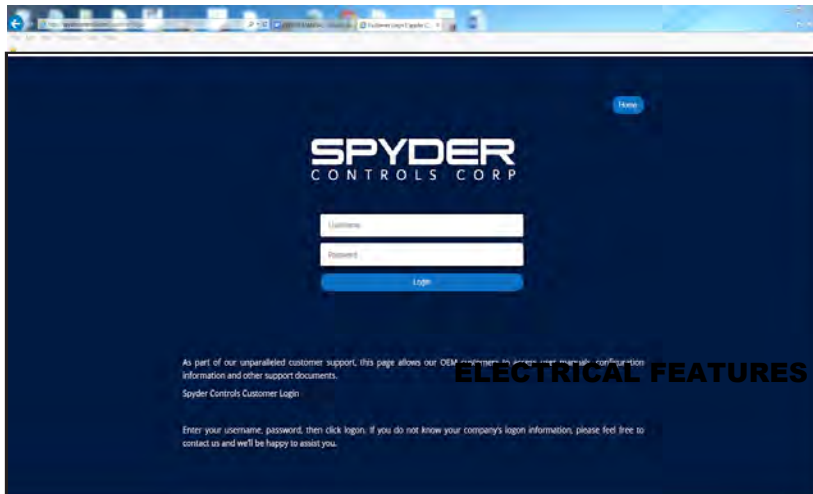 Customer Login | Spyder C...
Home
SPYDER
CONTROLS CORP
Username
Password
Login
As part of our unparalleled customer support, this page allows our OEM customers to access user manuals, configuration
information and other support documents.
ELECTRICAL FEATURES
Spyder Controls Customer Login
Enter your username, password, then click logon. If you do not know your company's logon information, please feel free to
contact us and we'll be happy to assist you.